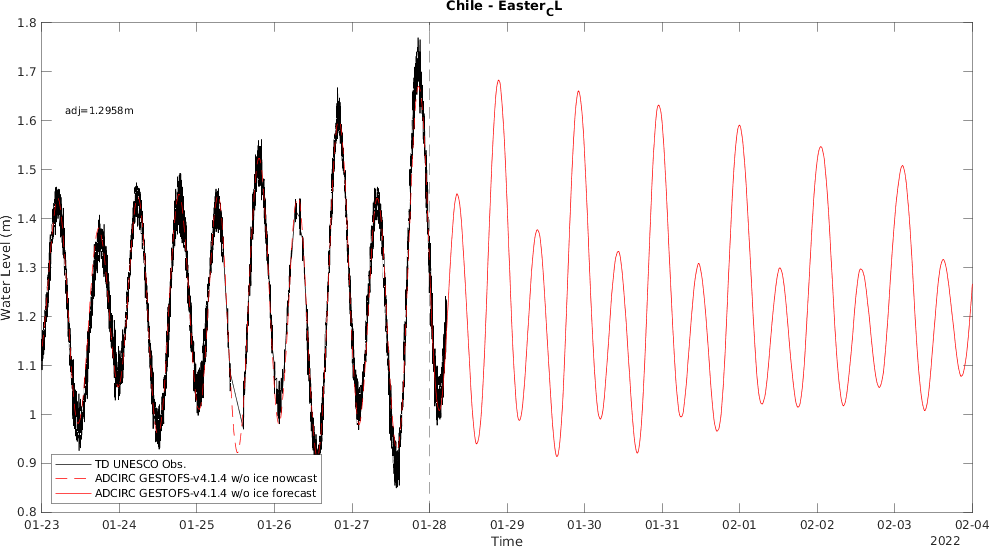 Chile - Easter_CL
1.8
1.7
1.6
1.5
1.4
1.3
1.2
1.1
1
0.9
0.8
Water Level (m)
adj=1.2958m
TD UNESCO Obs.
ADCIRC GESTOFS-v4.1.4 w/o ice nowcast
ADCIRC GESTOFS-v4.1.4 w/o ice forecast
01-23 01-24 01-25 01-26 01-27 01-28 01-29 01-30 01-31 02-01 02-02 02-03 02-04
Time
2022